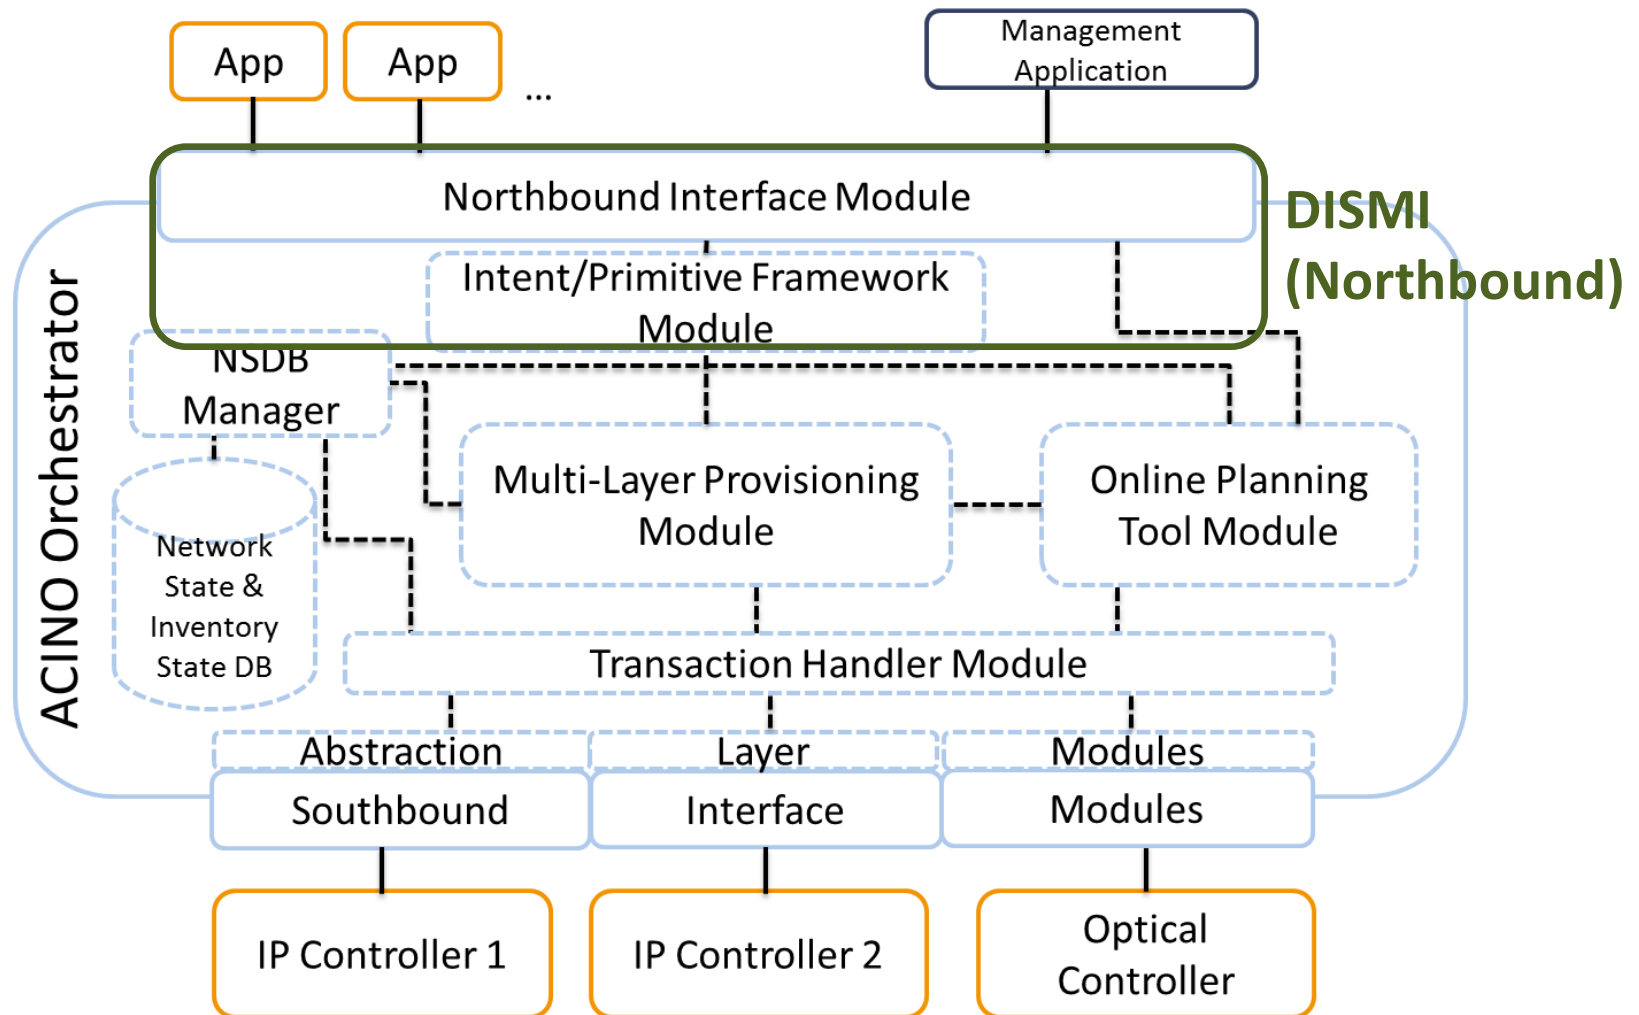 App
App
...
Management
Application
Northbound Interface Module
DISMI
(Northbound)
Intent/Primitive Framework
Module
ACINO Orchestrator
NSDB
Manager
Multi-Layer Provisioning
Module
Online Planning
Tool Module
Network
State &
Inventory
State DB
Transaction Handler Module
Abstraction
Layer
Modules
Southbound
Interface
Modules
IP Controller 1
IP Controller 2
Optical
Controller